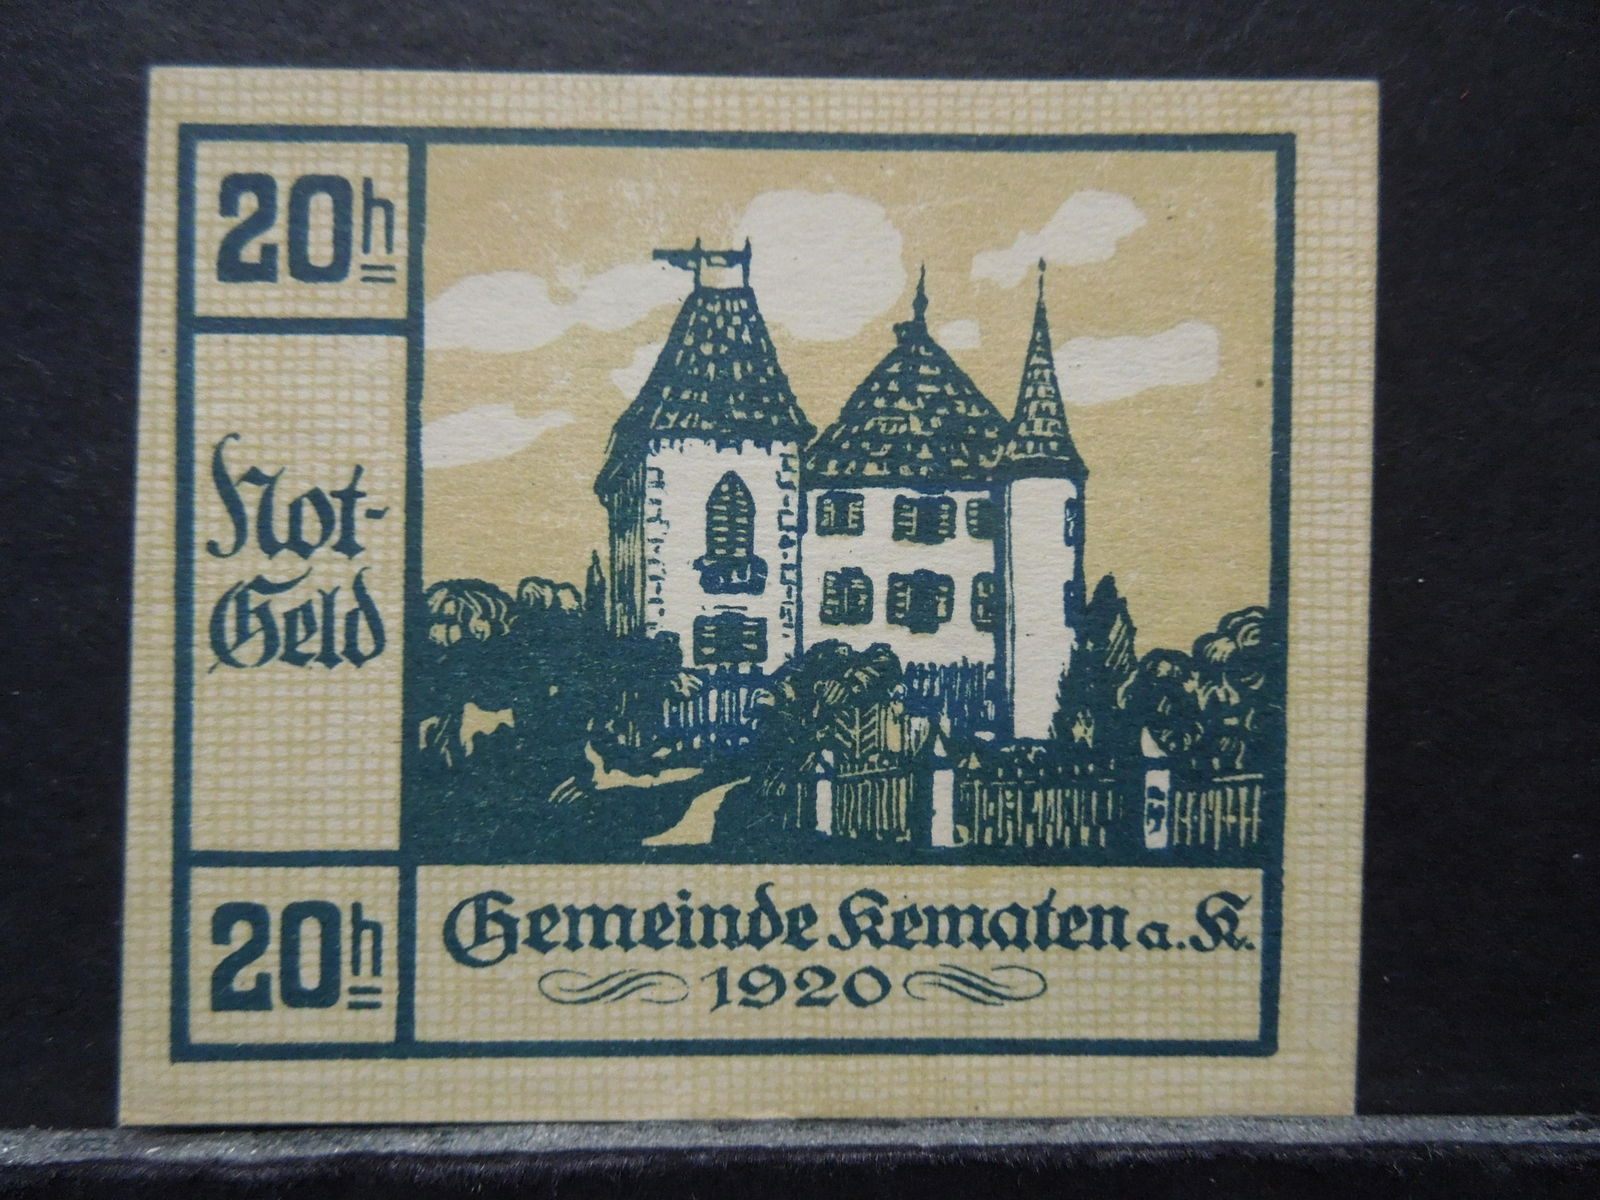 20h
Not-
Geld
20h
Gemeinde Kematen a. K.
1920